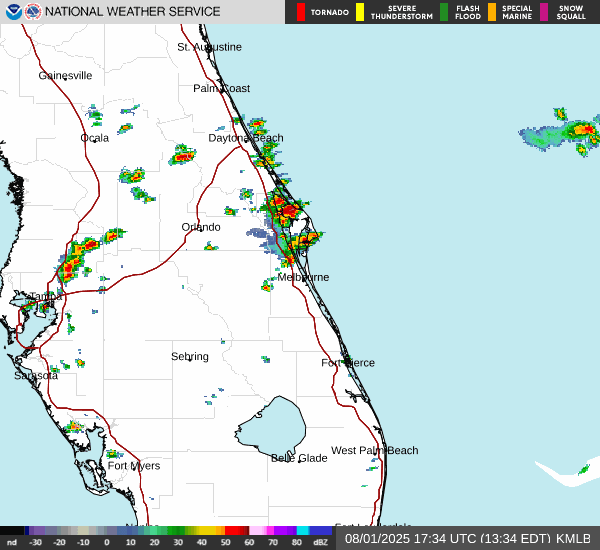 NATIONAL WEATHER SERVICE
TORNADO
SEVERE THUNDERSTORM
FLASH FLOOD
SPECIAL MARINE
SNOW SQUALL
St. Augustine
Gainesville
Palm Coast
Ocala
Daytona Beach
Orlando
Melbourne
Tampa
Sebring
Fort Pierce
Sarasota
West Palm Beach
Belle Glade
Fort Myers
nd -30 -20 -10 0 10 20 30 40 50 60 70 80 dBZ
08/01/2025 17:34 UTC (13:34 EDT) KMLB